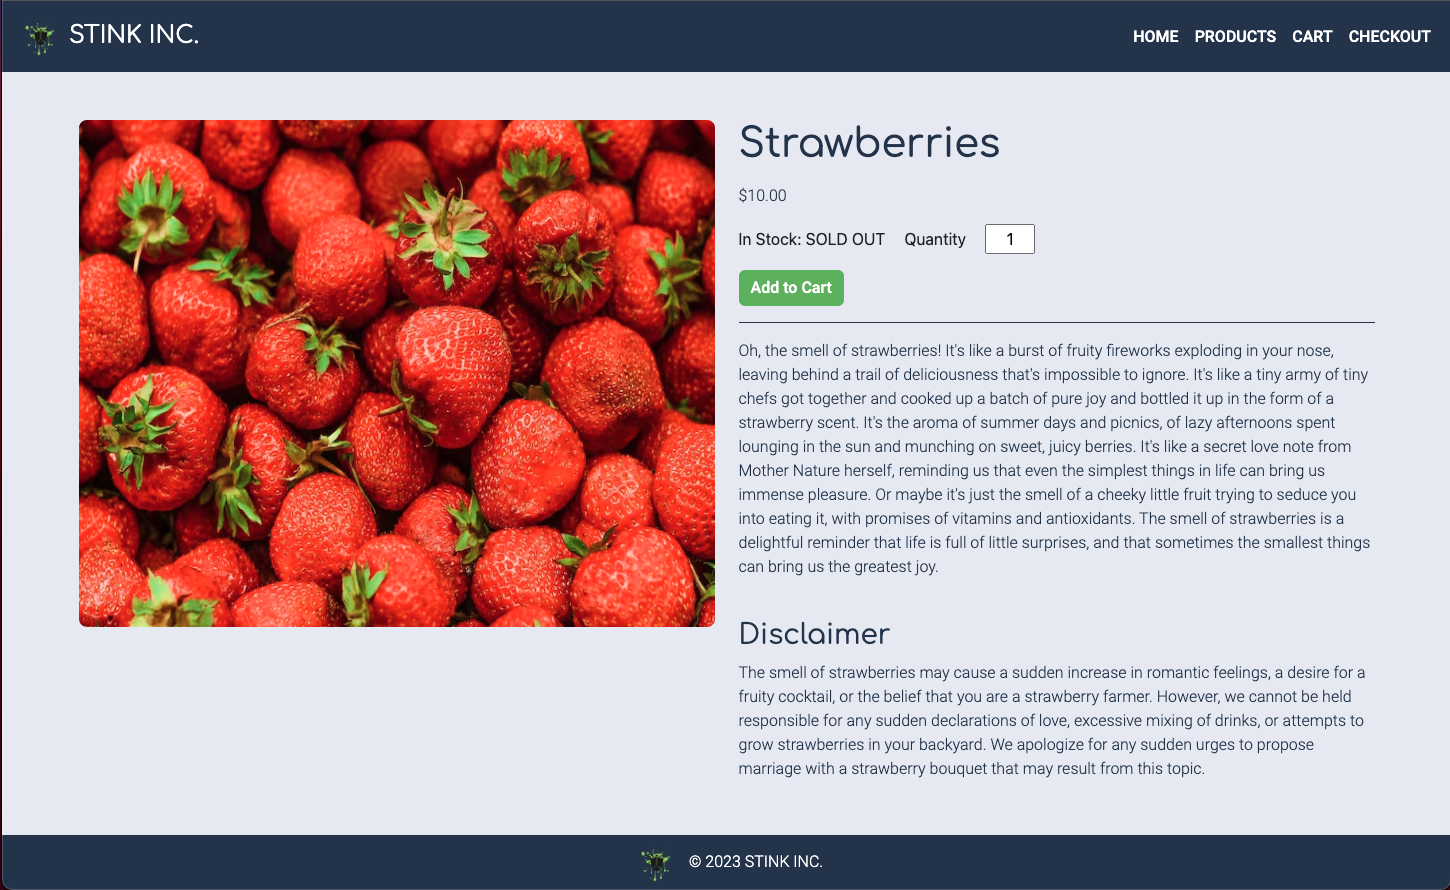 STINK INC.
HOME PRODUCTS CART CHECKOUT
Strawberries
$10.00
In Stock: SOLD OUT Quantity 1
Add to Cart
Oh, the smell of strawberries! It's like a burst of fruity fireworks exploding in your nose,
leaving behind a trail of deliciousness that's impossible to ignore. It's like a tiny army of tiny
chefs got together and cooked up a batch of pure joy and bottled it up in the form of a
strawberry scent. It's the aroma of summer days and picnics, of lazy afternoons spent
lounging in the sun and munching on sweet, juicy berries. It's like a secret love note from
Mother Nature herself, reminding us that even the simplest things in life can bring us
immense pleasure. Or maybe it's just the smell of a cheeky little fruit trying to seduce you
into eating it, with promises of vitamins and antioxidants. The smell of strawberries is a
delightful reminder that life is full of little surprises, and that sometimes the smallest things
can bring us the greatest joy.
Disclaimer
The smell of strawberries may cause a sudden increase in romantic feelings, a desire for a
fruity cocktail, or the belief that you are a strawberry farmer. However, we cannot be held
responsible for any sudden declarations of love, excessive mixing of drinks, or attempts to
grow strawberries in your backyard. We apologize for any sudden urges to propose
marriage with a strawberry bouquet that may result from this topic.
© 2023 STINK INC.